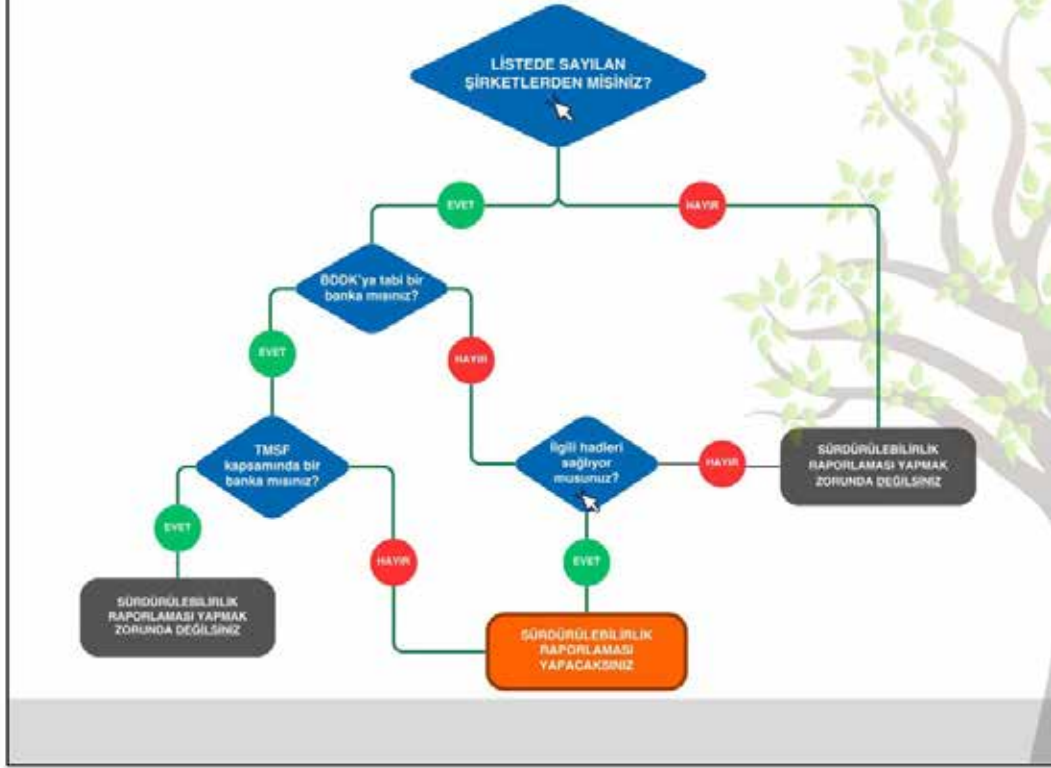 LİSTEDE SAYILAN
ŞİRKETLERDEN MİSİNİZ?
EVET
HAYIR
BDDK'ya tabi bir
banka mısınız?
EVET
HAYIR
TMSF
kapsamında bir
banka mısınız?
İlgili hadleri
sağlıyor
musunuz?
HAYIR
SÜRDÜRÜLEBİLİRLİK
RAPORLAMASI YAPMAK
ZORUNDA DEĞİLSİNİZ
EVET
HAYIR
EVET
SÜRDÜRÜLEBİLİRLİK
RAPORLAMASI YAPMAK
ZORUNDA DEĞİLSİNİZ
SÜRDÜRÜLEBİLİRLİK
RAPORLAMASI
YAPACAKSINIZ